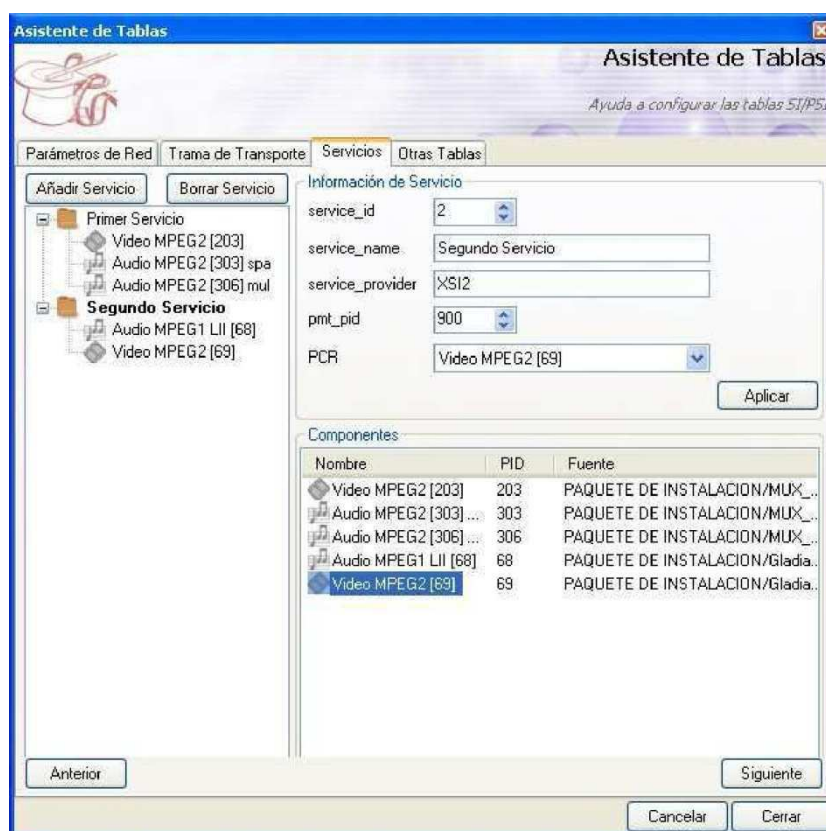 Asistente de Tablas
Asistente de Tablas
Ayuda a configurar las tablas SI/PSI
Parámetros de Red Trama de Transporte Servicios Otras Tablas
Añadir Servicio Borrar Servicio
Primer Servicio
Video MPEG2 [203]
Audio MPEG2 [303] spa
Audio MPEG2 [306] mul
Segundo Servicio
Audio MPEG1 LII [68]
Video MPEG2 [69]
Información de Servicio
service_id 2
service_name Segundo Servicio
service_provider XSI2
pmt_pid 900
PCR Video MPEG2 [69]
Aplicar
Componentes
Nombre PID Fuente
Video MPEG2 [203] 203 PAQUETE DE INSTALACION/MUX_...
Audio MPEG2 [303] ... 303 PAQUETE DE INSTALACION/MUX_...
Audio MPEG2 [306] ... 306 PAQUETE DE INSTALACION/MUX_...
Audio MPEG1 LII [68] 68 PAQUETE DE INSTALACION/Gladia...
Video MPEG2 [69] 69 PAQUETE DE INSTALACION/Gladia...
Anterior Siguiente
Cancelar Cerrar